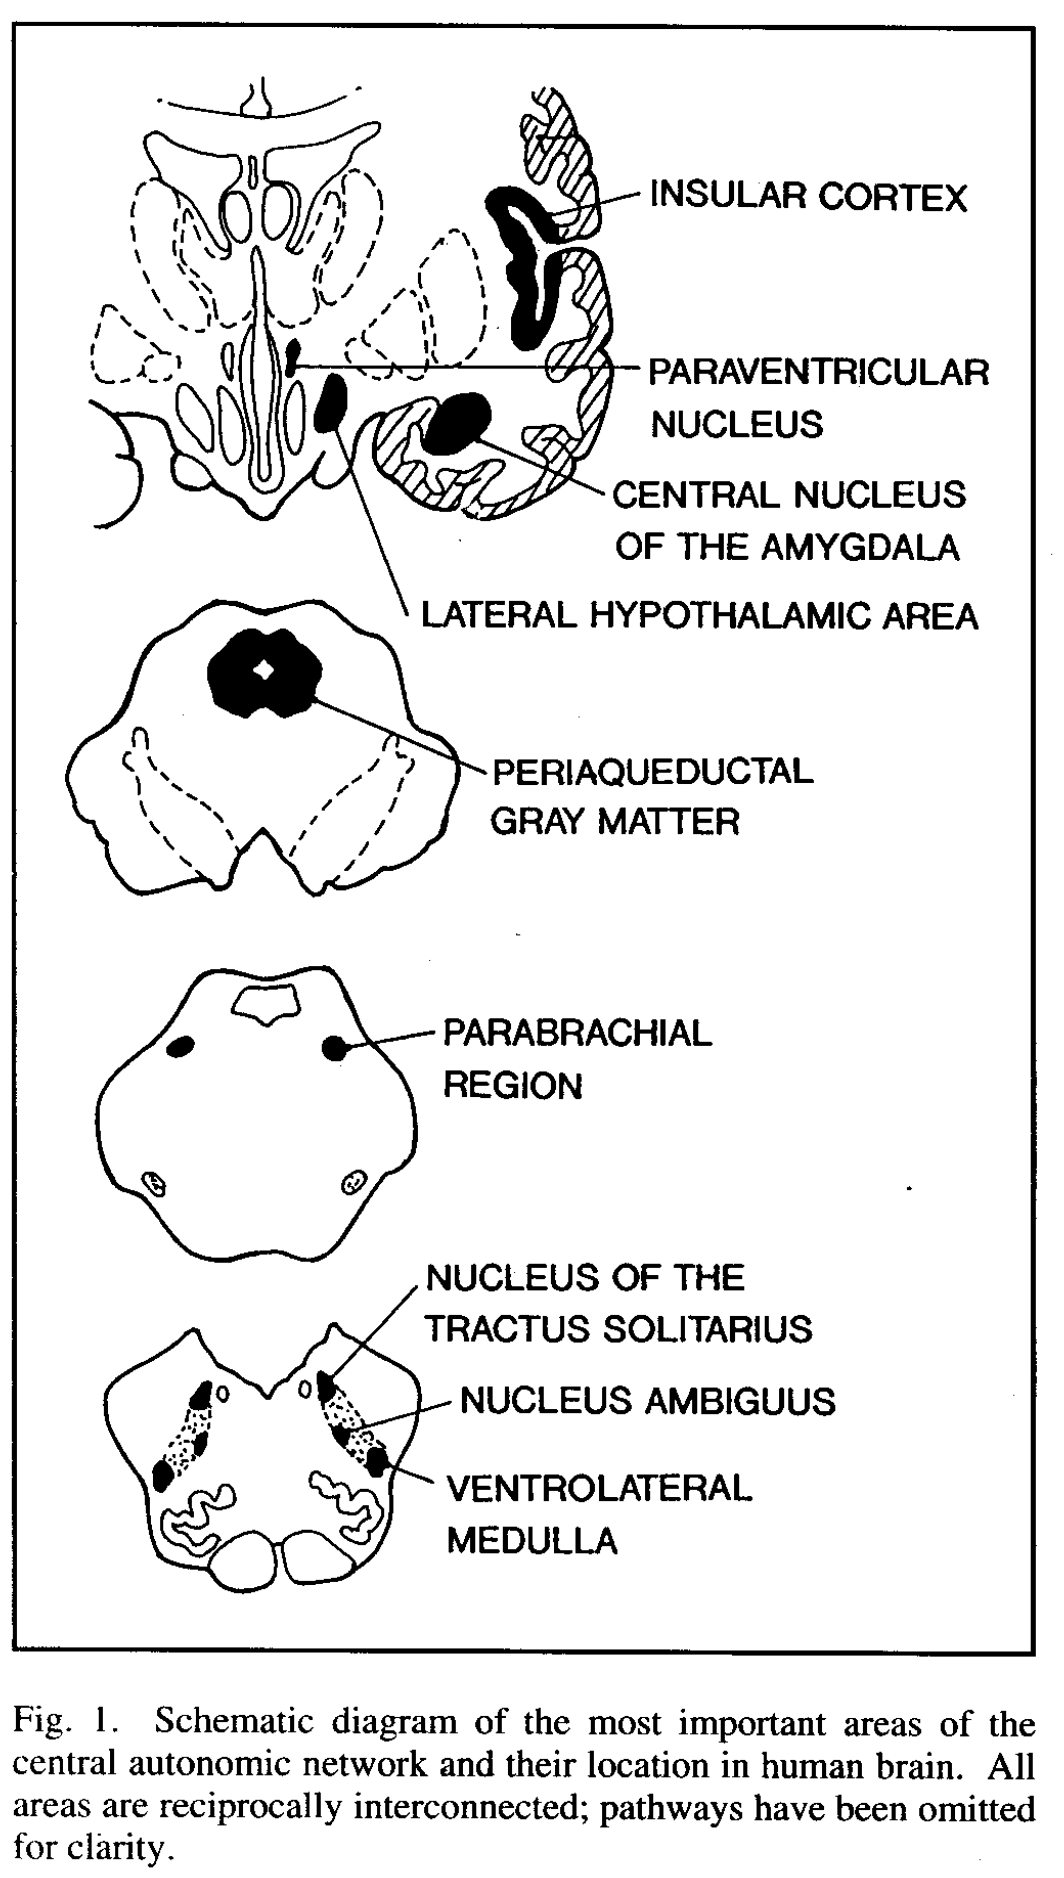 INSULAR CORTEX
PARAVENTRICULAR
NUCLEUS
CENTRAL NUCLEUS
OF THE AMYGDALA
LATERAL HYPOTHALAMIC AREA
PERIAQUEDUCTAL
GRAY MATTER
PARABRACHIAL
REGION
NUCLEUS OF THE
TRACTUS SOLITARIUS
NUCLEUS AMBIGUUS
VENTROLATERAL
MEDULLA
Fig. 1. Schematic diagram of the most important areas of the
central autonomic network and their location in human brain. All
areas are reciprocally interconnected; pathways have been omitted
for clarity.